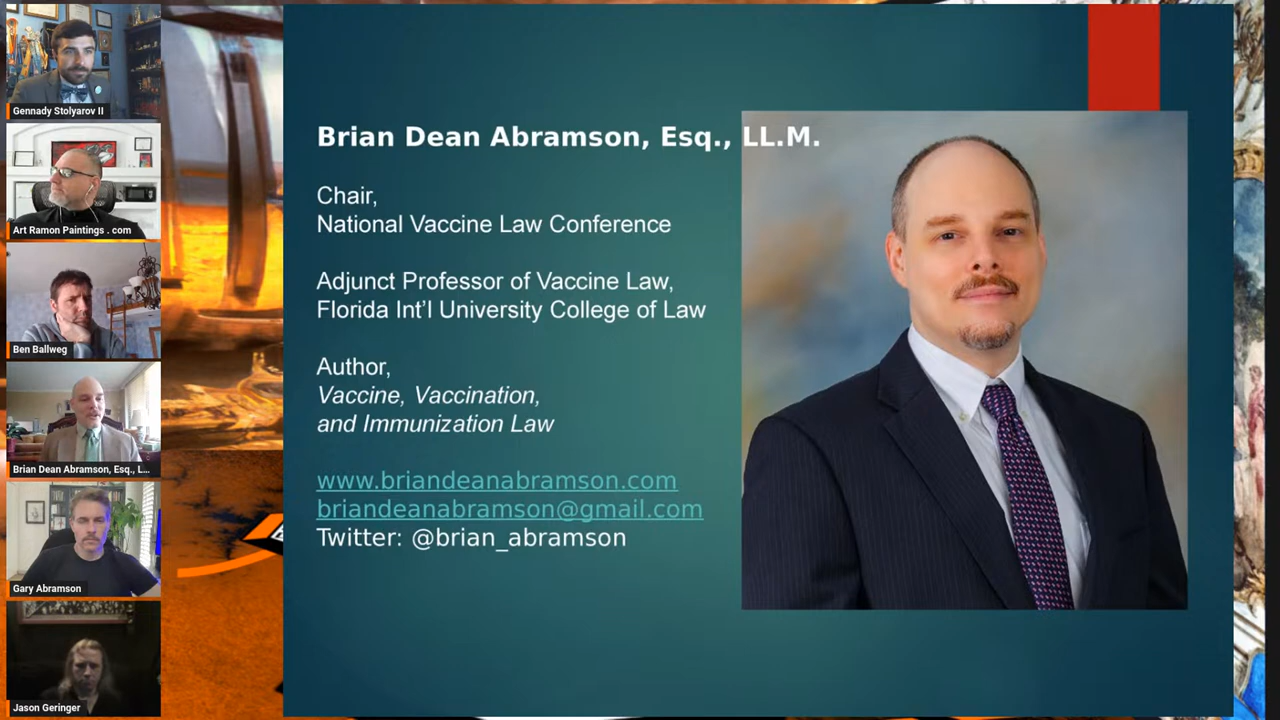 Gennady Stolyarov II
Art Ramon Paintings . com
Ben Ballweg
Brian Dean Abramson, Esq., L...
Gary Abramson
Jason Geringer
Brian Dean Abramson, Esq., LL.M.
Chair,
National Vaccine Law Conference
Adjunct Professor of Vaccine Law,
Florida Int'l University College of Law
Author,
Vaccine, Vaccination,
and Immunization Law
www.briandeanabramson.com
briandeanabramson@gmail.com
Twitter: @brian_abramson